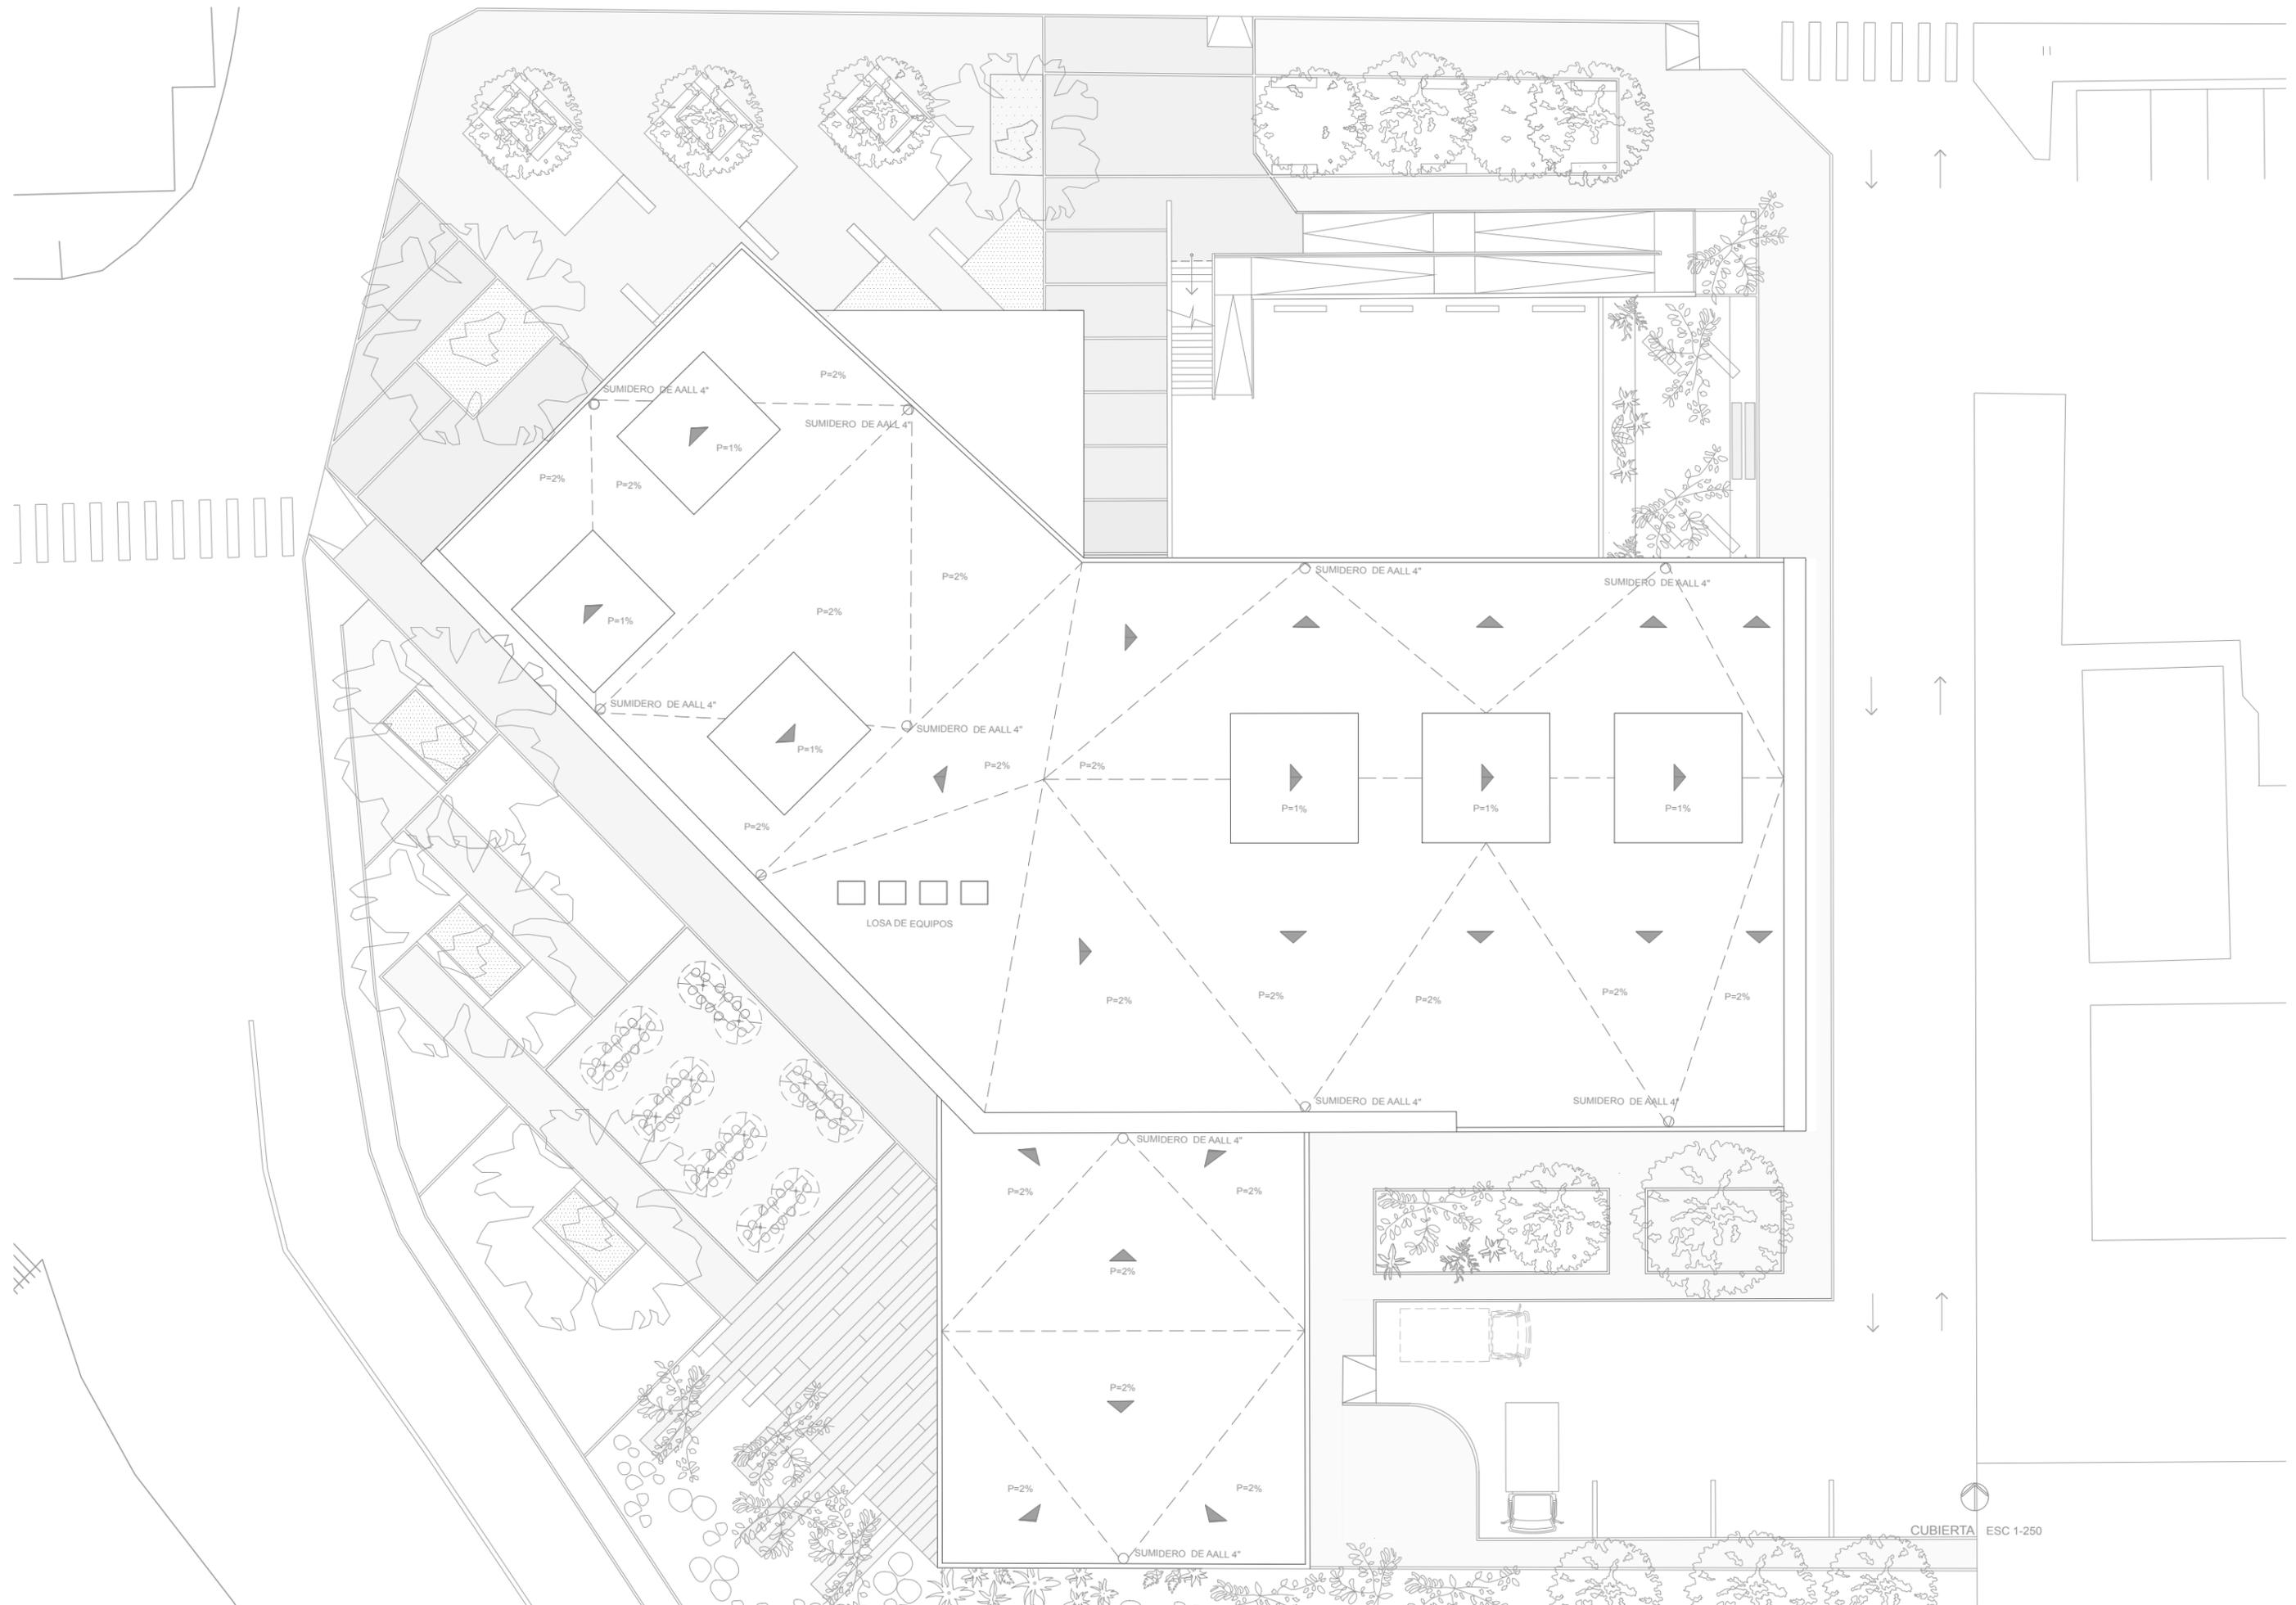 P=2%
SUMIDERO DE AALL 4"
SUMIDERO DE AALL 4"
P=1%
P=2%
P=2%
SUMIDERO DE AALL 4"
P=2%
SUMIDERO DE AALL 4"
P=2%
P=1%
SUMIDERO DE AALL 4"
SUMIDERO DE AALL 4"
P=1%
P=2%
P=2%
P=1%
P=1%
P=1%
P=2%
LOSA DE EQUIPOS
P=2%
P=2%
P=2%
P=2%
P=2%
SUMIDERO DE AALL 4"
SUMIDERO DE AALL 4"
SUMIDERO DE AALL 4"
P=2%
P=2%
P=2%
P=2%
P=2%
P=2%
CUBIERTA ESC 1-250
SUMIDERO DE AALL 4"